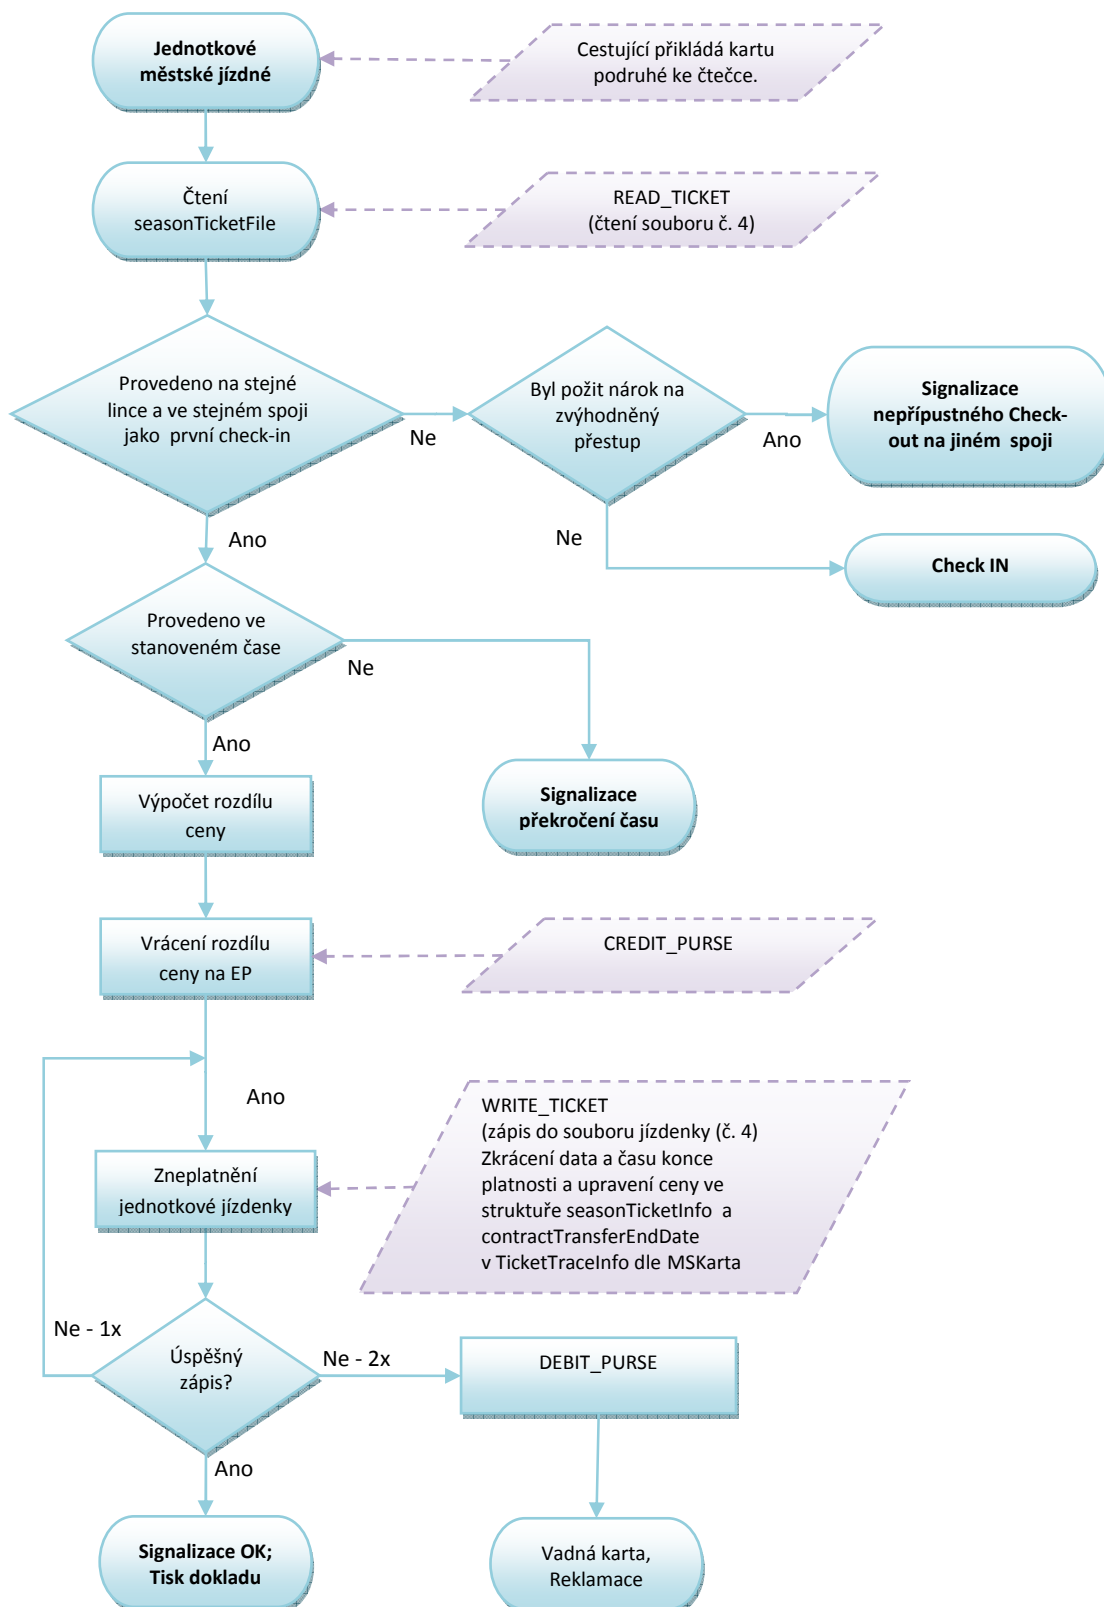 Jednotkové
městské jízdné
Cestující přikládá kartu
podruhé ke čtečce.
Čtení
seasonTicketFile
READ_TICKET
(čtení souboru č. 4)
Provedeno na stejné
lince a ve stejném spoji
jako první check-in
Ne
Byl požit nárok na
zvýhodněný
přestup
Ano
Signalizace
nepřípustného Check-
out na jiném spoji
Ano
Ne
Check IN
Provedeno ve
stanoveném čase
Ne
Ano
Výpočet rozdílu
ceny
Signalizace
překročení času
Vrácení rozdílu
ceny na EP
CREDIT_PURSE
Ano
WRITE_TICKET
(zápis do souboru jízdenky (č. 4)
Zkrácení data a času konce
platnosti a upravení ceny ve
struktuře seasonTicketInfo a
contractTransferEndDate
v TicketTraceInfo dle MSKarta
Zneplatnění
jednotkové jízdenky
Ne - 1x
Úspěšný
zápis?
Ne - 2x
DEBIT_PURSE
Ano
Signalizace OK;
Tisk dokladu
Vadná karta,
Reklamace